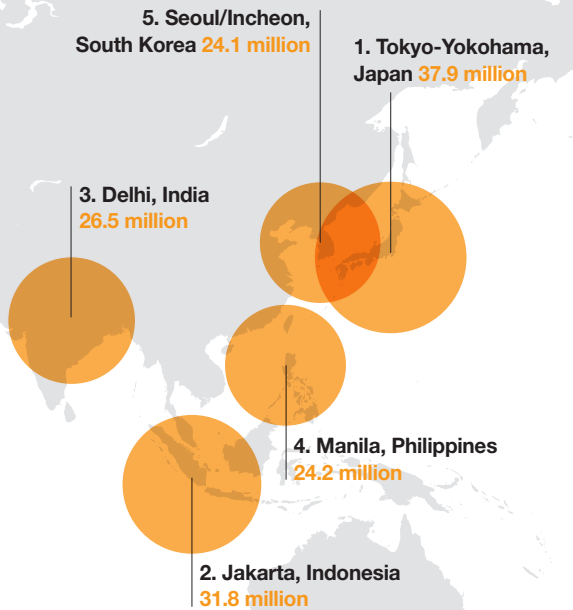 5. Seoul/Incheon,
South Korea 24.1 million
1. Tokyo-Yokohama,
Japan 37.9 million
3. Delhi, India
26.5 million
4. Manila, Philippines
24.2 million
2. Jakarta, Indonesia
31.8 million